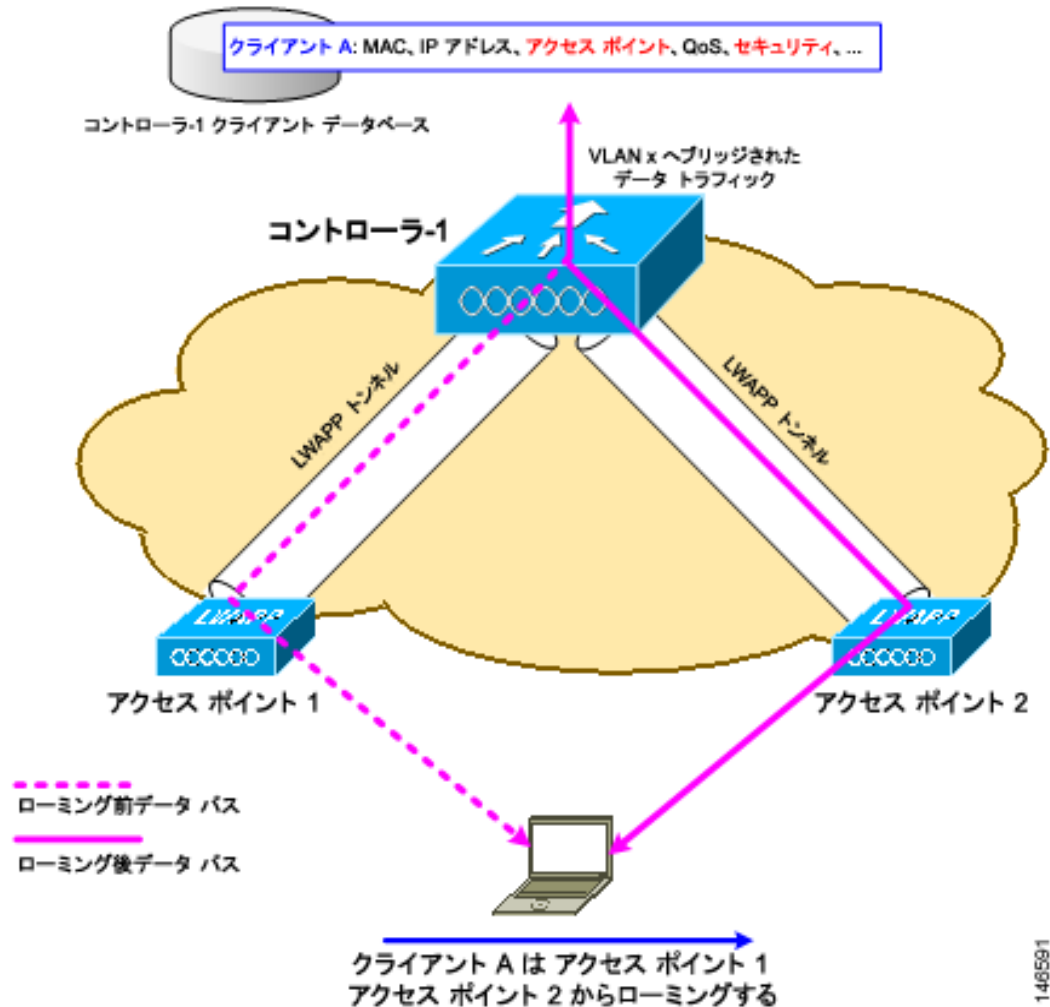 クライアント A: MAC、IP アドレス、アクセス ポイント、QoS、セキュリティ、...
コントローラ-1 クライアント データベース
VLAN x へブリッジされた
データ トラフィック
コントローラ-1
LWAPP トンネル
LWAPP トンネル
LWAPP
LWAPP
アクセス ポイント 1
アクセス ポイント 2
ローミング前データ パス
ローミング後データ パス
クライアント A は アクセス ポイント 1
アクセス ポイント 2 からローミングする
146591